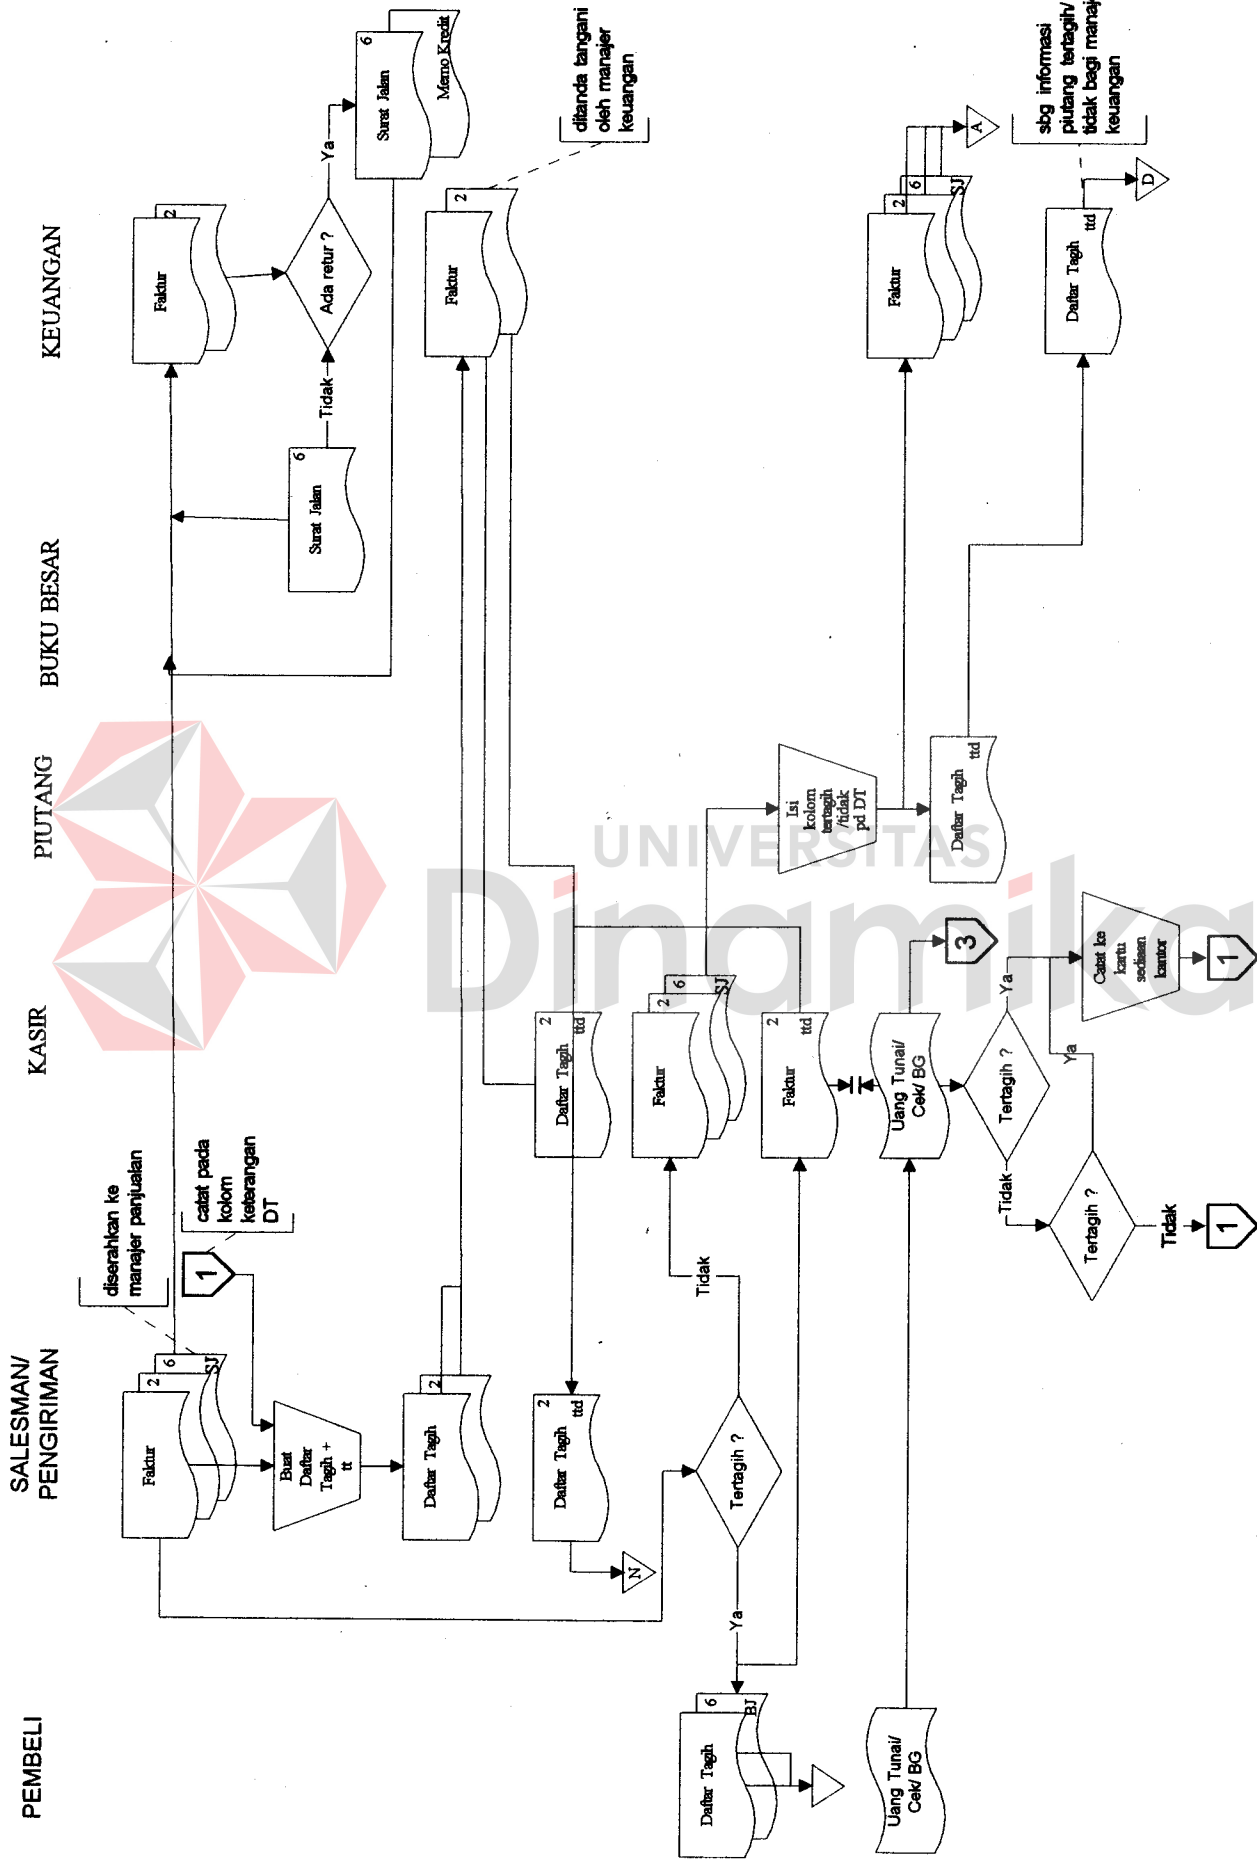 PEMBELI
SALESMAN/
PENGIRIMAN
KASIR
PIUTANG
BUKU BESAR
KEUANGAN
diserahkan ke
manajer panjualan
Faktur
2
6
SJ
1
catat pada
kolom
keterangan
DT
Buat
Daftar
Tagih +
tt
Daftar Tagih
2
Faktur
2
Surat Jalan
6
Tidak
Ada retur ?
Ya
Surat Jalan
6
Memo Kredit
Faktur
2
ditanda tangani
oleh manajer
keuangan
Daftar Tagih
2
ttd
N
Daftar Tagih
2
ttd
Tertagih ?
Ya
Tidak
Daftar Tagih
6
BJ
Faktur
2
6
SJ
Faktur
2
ttd
Isi
kolom
tertagih
/tidak
pd DT
Daftar Tagih
ttd
Faktur
2
6
SJ
A
Daftar Tagih
ttd
D
sbg informasi
piutang tertagih/
tidak bagi manaj
keuangan
Uang Tunai/
Cek/ BG
Uang Tunai/
Cek/ BG
3
Tertagih ?
Ya
Tidak
Tertagih ?
Ya
Tidak
1
Catat ke
kartu
sediaan
kantor
1
UNIVERSITAS
Dinamika